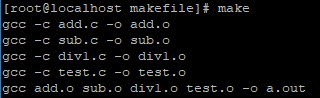 [root@localhost makefile]# make
gcc -c add.c -o add.o
gcc -c sub.c -o sub.o
gcc -c div1.c -o div1.o
gcc -c test.c -o test.o
gcc add.o sub.o div1.o test.o -o a.out